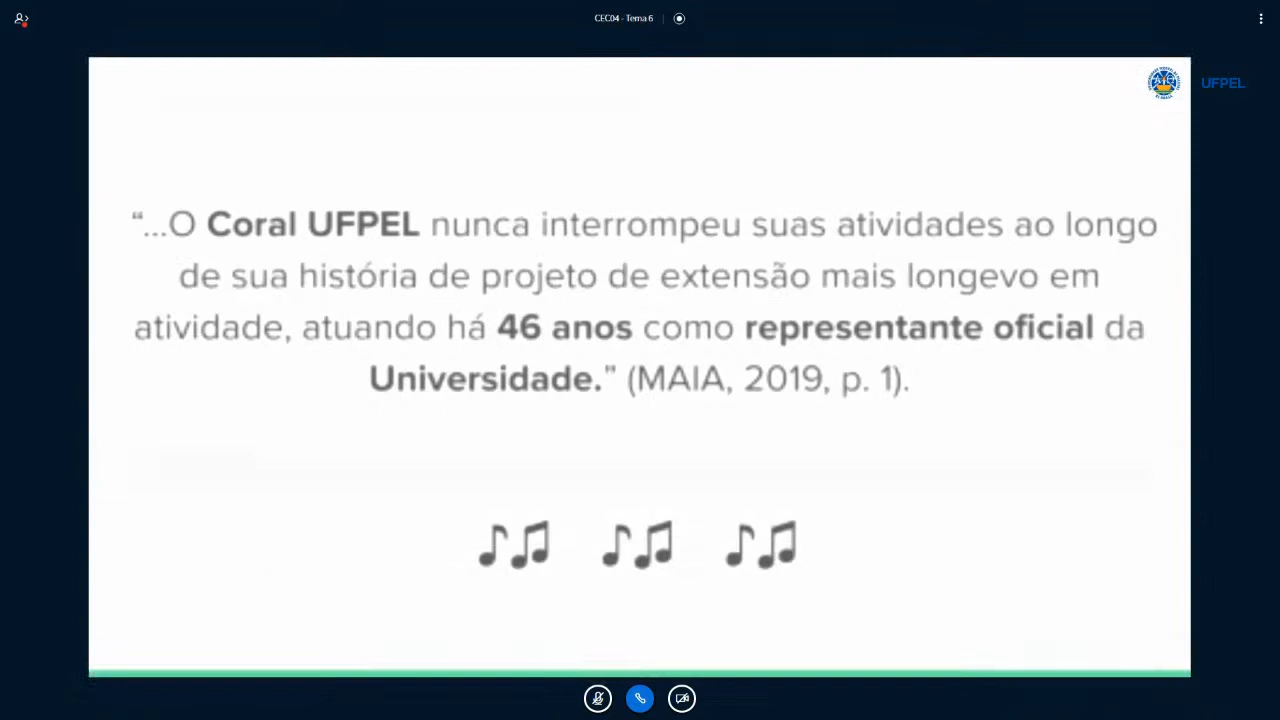 CEC04 - Tema 6
UFPEL
“...O Coral UFPEL nunca interrompeu suas atividades ao longo
de sua história de projeto de extensão mais longevo em
atividade, atuando há 46 anos como representante oficial da
Universidade.” (MAIA, 2019, p. 1).